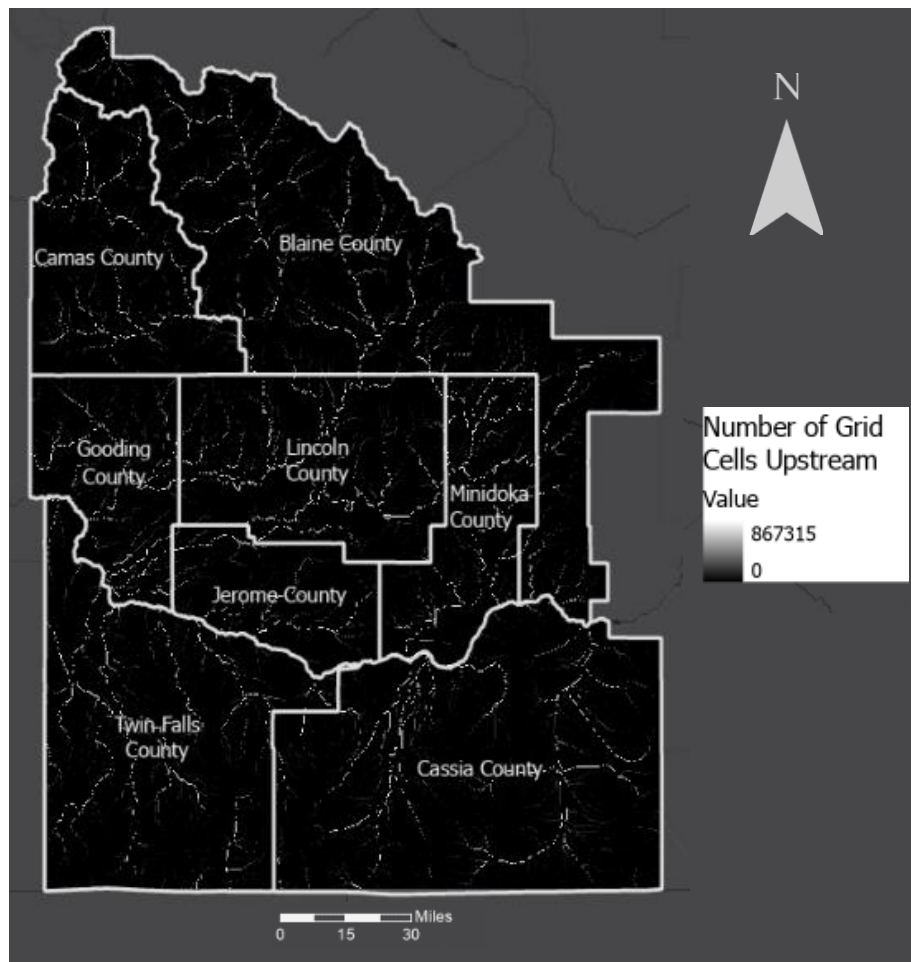 N
Blaine County
Camas County
Number of Grid
Cells Upstream
Value
867315
0
Gooding
County
Lincoln
County
Minidoka
County
Jerome County
Twin Falls
County
Cassia County
Miles
0 15 30